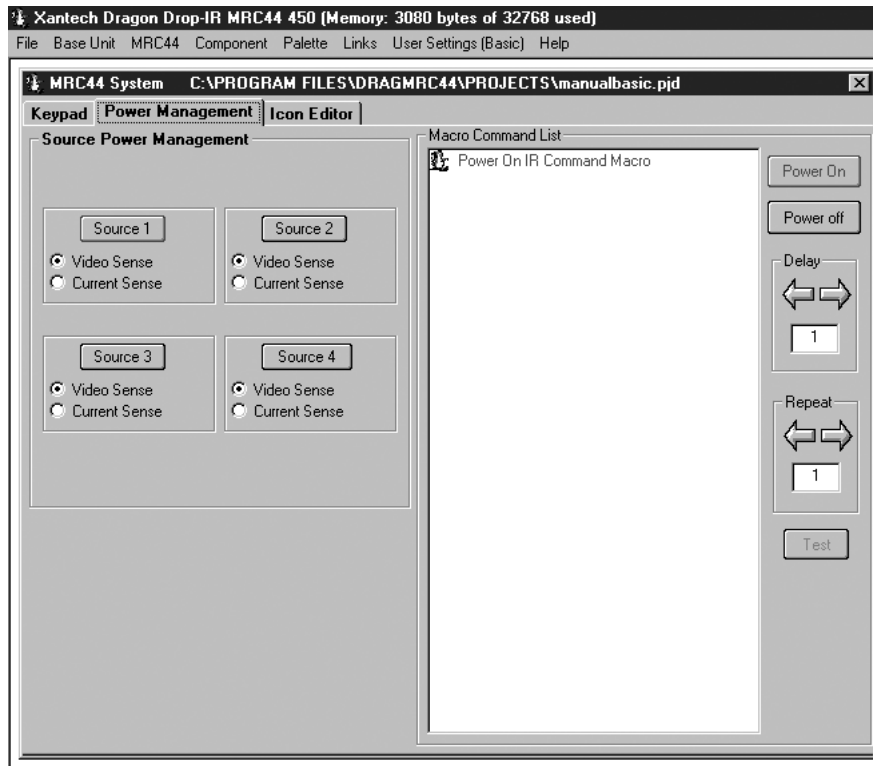 Xantech Dragon Drop-IR MRC44 450 (Memory: 3080 bytes of 32768 used)
File Base Unit MRC44 Component Palette Links User Settings (Basic) Help
MRC44 System C:\PROGRAM FILES\DRAGMRC44\PROJECTS\manualbasic.pjd
Keypad Power Management Icon Editor
Source Power Management
Source 1
Video Sense
Current Sense
Source 2
Video Sense
Current Sense
Source 3
Video Sense
Current Sense
Source 4
Video Sense
Current Sense
Macro Command List
Power On IR Command Macro
Power On
Power off
Delay
1
Repeat
1
Test